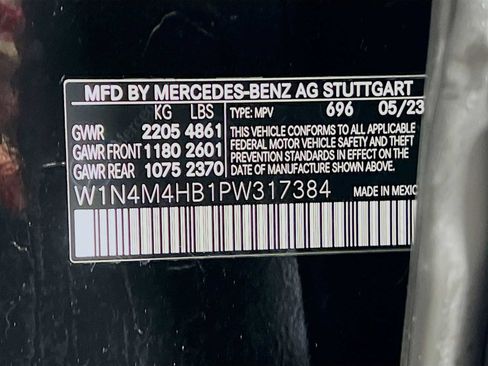 MFD BY MERCEDES-BENZ AG STUTTGART
KG LBS TYPE: MPV 696 05/23
GVWR 2205 4861
GAWR FRONT 1180 2601
GAWR REAR 1075 2370
THIS VEHICLE CONFORMS TO ALL APPLICABLE
FEDERAL MOTOR VEHICLE SAFETY AND THEFT
PREVENTION STANDARDS IN EFFECT ON THE
DATE OF MANUFACTURE SHOWN ABOVE.
W1N4M4HB1PW317384 MADE IN MEXICO